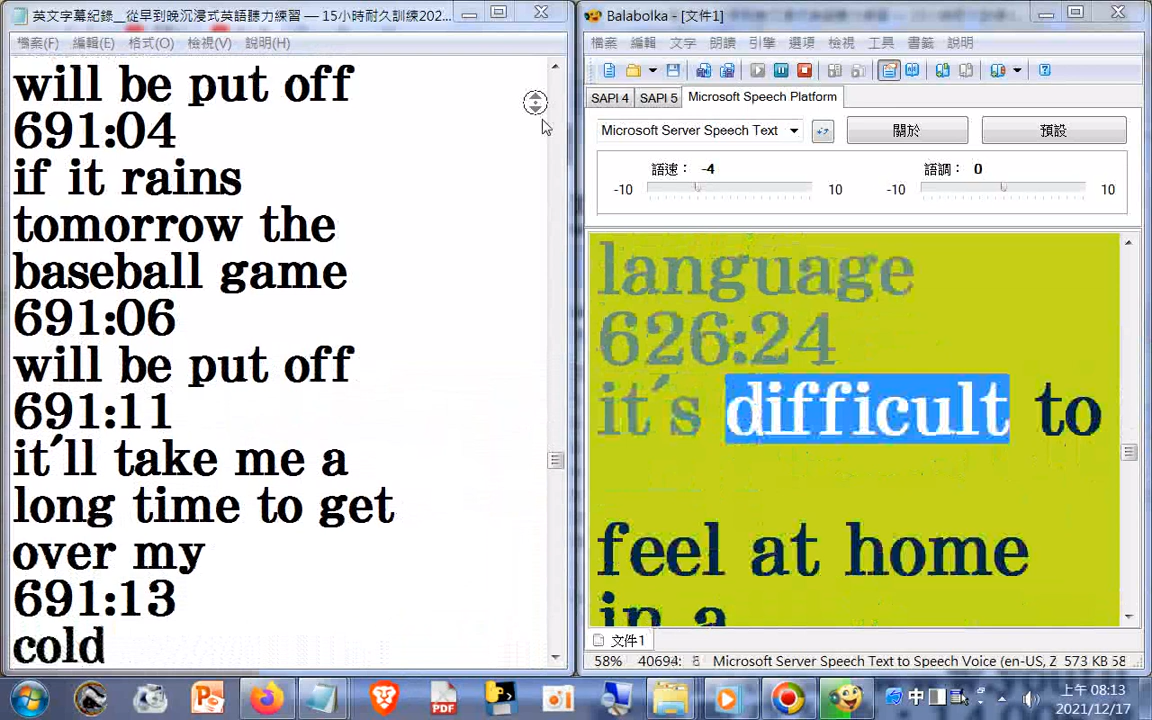 英文字幕紀錄__從早到晚沉浸式英語聽力練習 — 15小時耐久訓練202...
檔案(F) 編輯(E) 格式(O) 檢視(V) 說明(H)
will be put off
691:04
if it rains
tomorrow the
baseball game
691:06
will be put off
691:11
it´ll take me a
long time to get
over my
691:13
cold
Balabolka - [文件1]
檔案 編輯 文字 朗讀 引擎 選項 檢視 工具 書籤 說明
SAPI 4 SAPI 5 Microsoft Speech Platform
Microsoft Server Speech Text 關於 預設
語速： -4 語調： 0
-10 10 -10 10
language
626:24
it´s difficult to
feel at home
in a
文件1
58% 40694: Microsoft Server Speech Text to Speech Voice (en-US, Z 573 KB 58
PDF
中
上午 08:13
2021/12/17